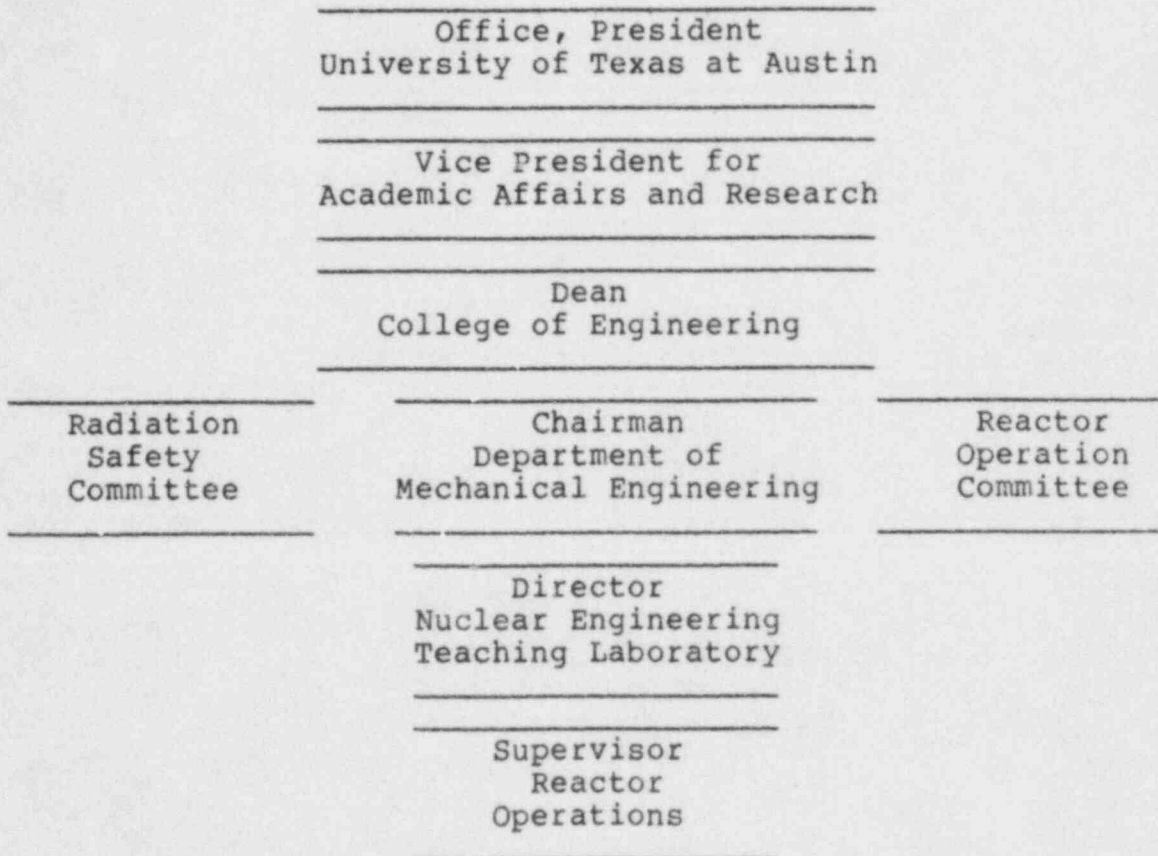 Office, President
University of Texas at Austin
Vice President for
Academic Affairs and Research
Dean
College of Engineering
Radiation
Safety
Committee
Chairman
Department of
Mechanical Engineering
Reactor
Operation
Committee
Director
Nuclear Engineering
Teaching Laboratory
Supervisor
Reactor
Operations